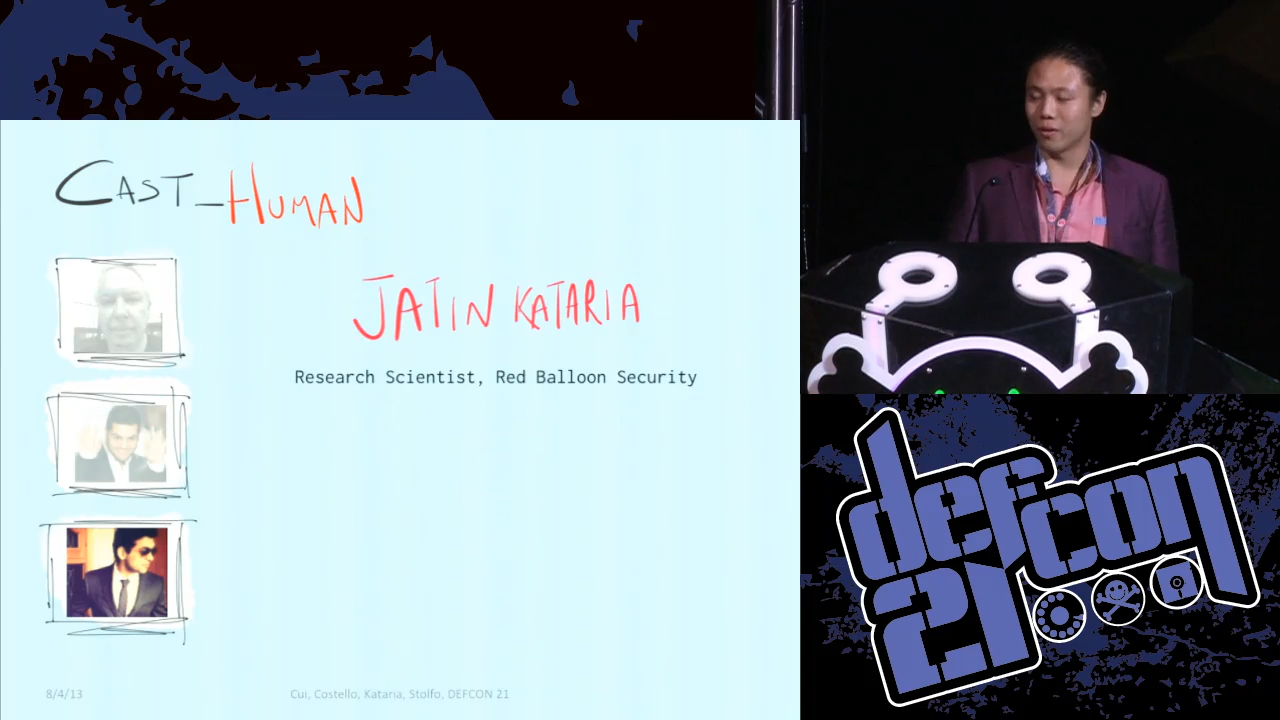 CAST_HUMAN
JATIN KATARIA
Research Scientist, Red Balloon Security
8/4/13
Cui, Costello, Kataria, Stolfo, DEFCON 21
defcon
21